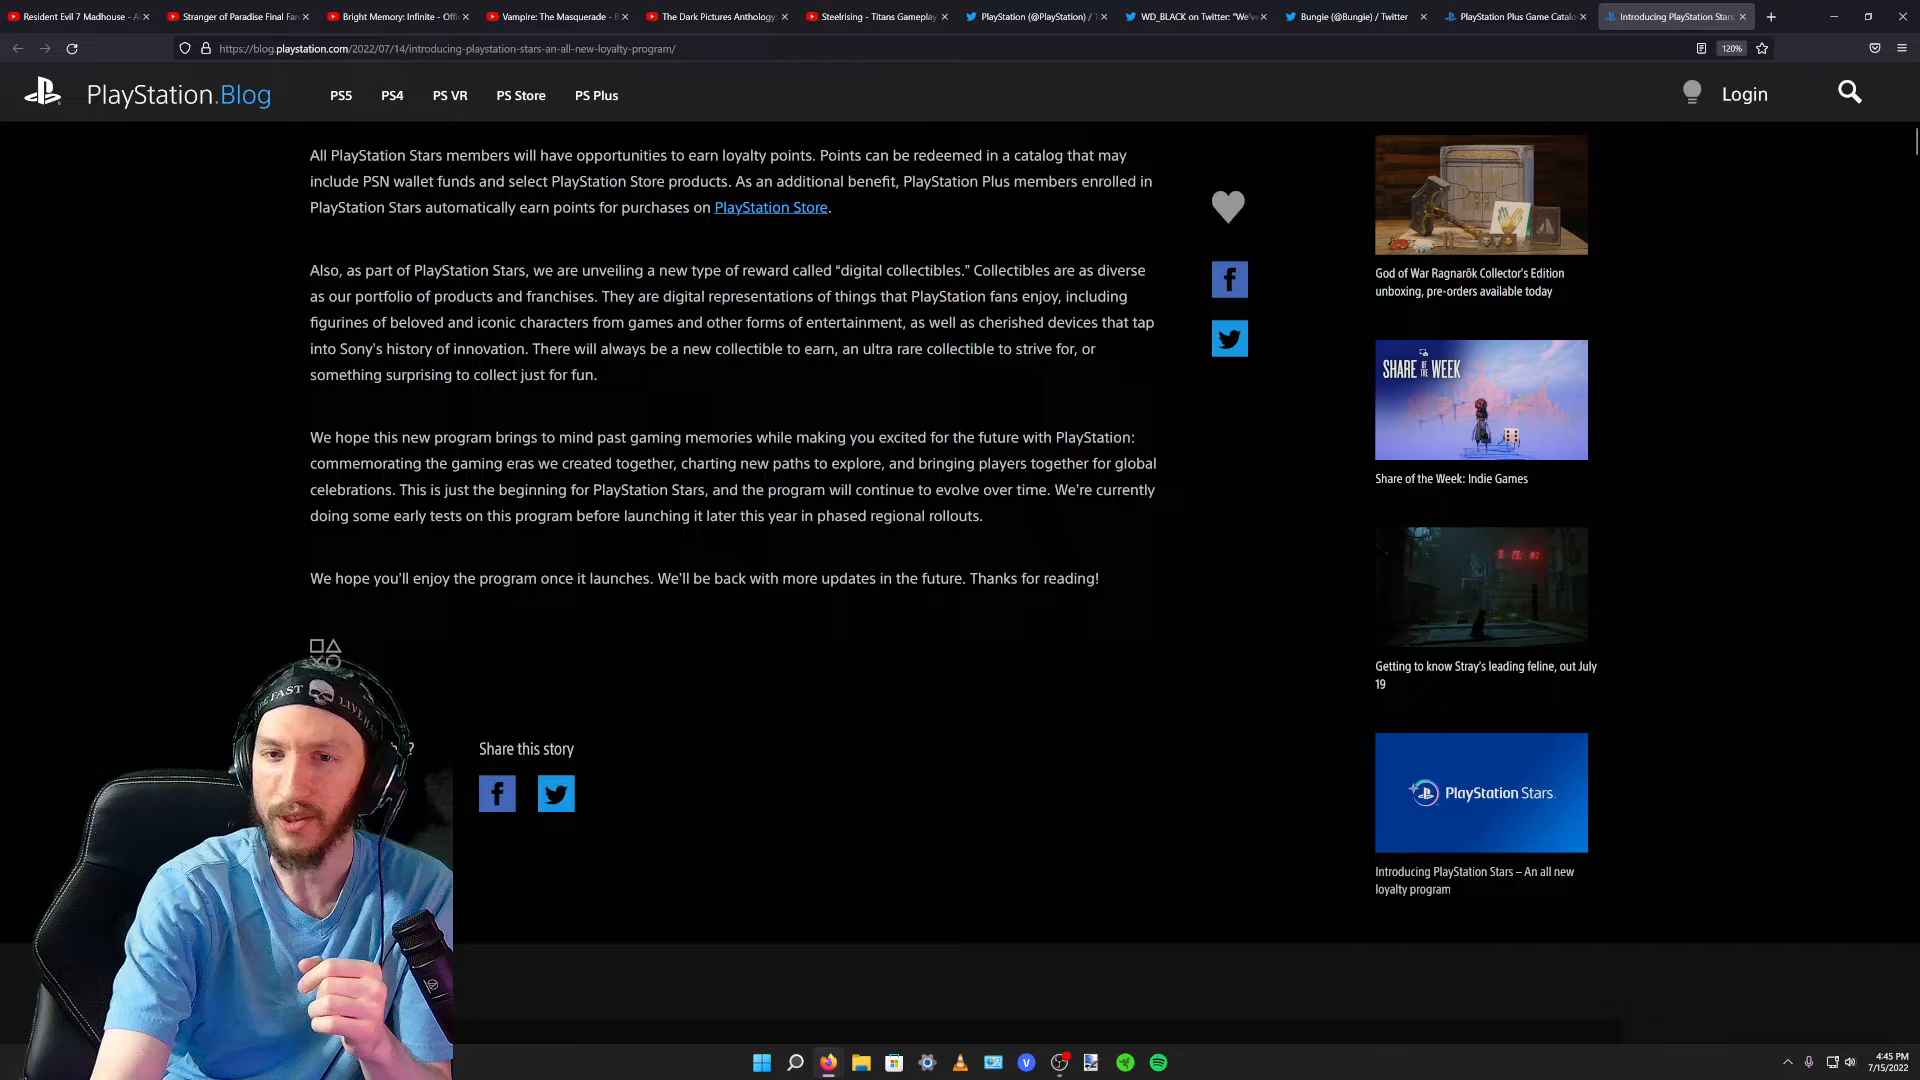 Resident Evil 7 Madhouse - A
Stranger of Paradise Final Fan
Bright Memory: Infinite - Offi
Vampire: The Masquerade - B
The Dark Pictures Anthology
Steelrising - Titans Gameplay
PlayStation (@PlayStation) / T
WD_BLACK on Twitter: "We'v
Bungie (@Bungie) / Twitter
PlayStation Plus Game Catalo
Introducing PlayStation Stars
https://blog.playstation.com/2022/07/14/introducing-playstation-stars-an-all-new-loyalty-program/
120%
PlayStation.Blog
PS5
PS4
PS VR
PS Store
PS Plus
Login
All PlayStation Stars members will have opportunities to earn loyalty points. Points can be redeemed in a catalog that may
include PSN wallet funds and select PlayStation Store products. As an additional benefit, PlayStation Plus members enrolled in
PlayStation Stars automatically earn points for purchases on PlayStation Store.
Also, as part of PlayStation Stars, we are unveiling a new type of reward called “digital collectibles.” Collectibles are as diverse
as our portfolio of products and franchises. They are digital representations of things that PlayStation fans enjoy, including
figurines of beloved and iconic characters from games and other forms of entertainment, as well as cherished devices that tap
into Sony's history of innovation. There will always be a new collectible to earn, an ultra rare collectible to strive for, or
something surprising to collect just for fun.
We hope this new program brings to mind past gaming memories while making you excited for the future with PlayStation:
commemorating the gaming eras we created together, charting new paths to explore, and bringing players together for global
celebrations. This is just the beginning for PlayStation Stars, and the program will continue to evolve over time. We're currently
doing some early tests on this program before launching it later this year in phased regional rollouts.
We hope you'll enjoy the program once it launches. We'll be back with more updates in the future. Thanks for reading!
?
Share this story
God of War Ragnarök Collector's Edition
unboxing, pre-orders available today
SHARE OF THE WEEK
Share of the Week: Indie Games
Getting to know Stray's leading feline, out July
19
PlayStation Stars.
Introducing PlayStation Stars – An all new
loyalty program
4:45 PM
7/15/2022